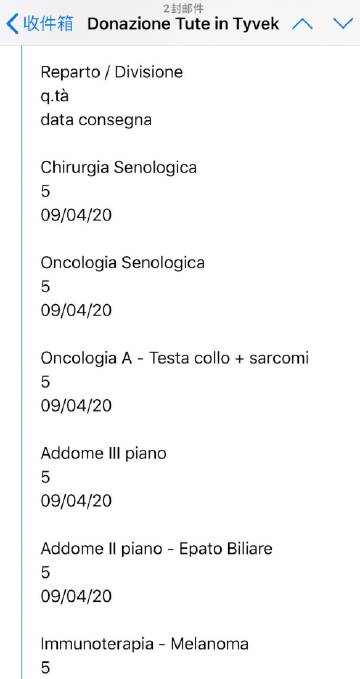 2封邮件
收件箱
Donazione Tute in Tyvek
Reparto / Divisione
q.tà
data consegna
Chirurgia Senologica
5
09/04/20
Oncologia Senologica
5
09/04/20
Oncologia A - Testa collo + sarcomi
5
09/04/20
Addome III piano
5
09/04/20
Addome II piano - Epato Biliare
5
09/04/20
Immunoterapia - Melanoma
5